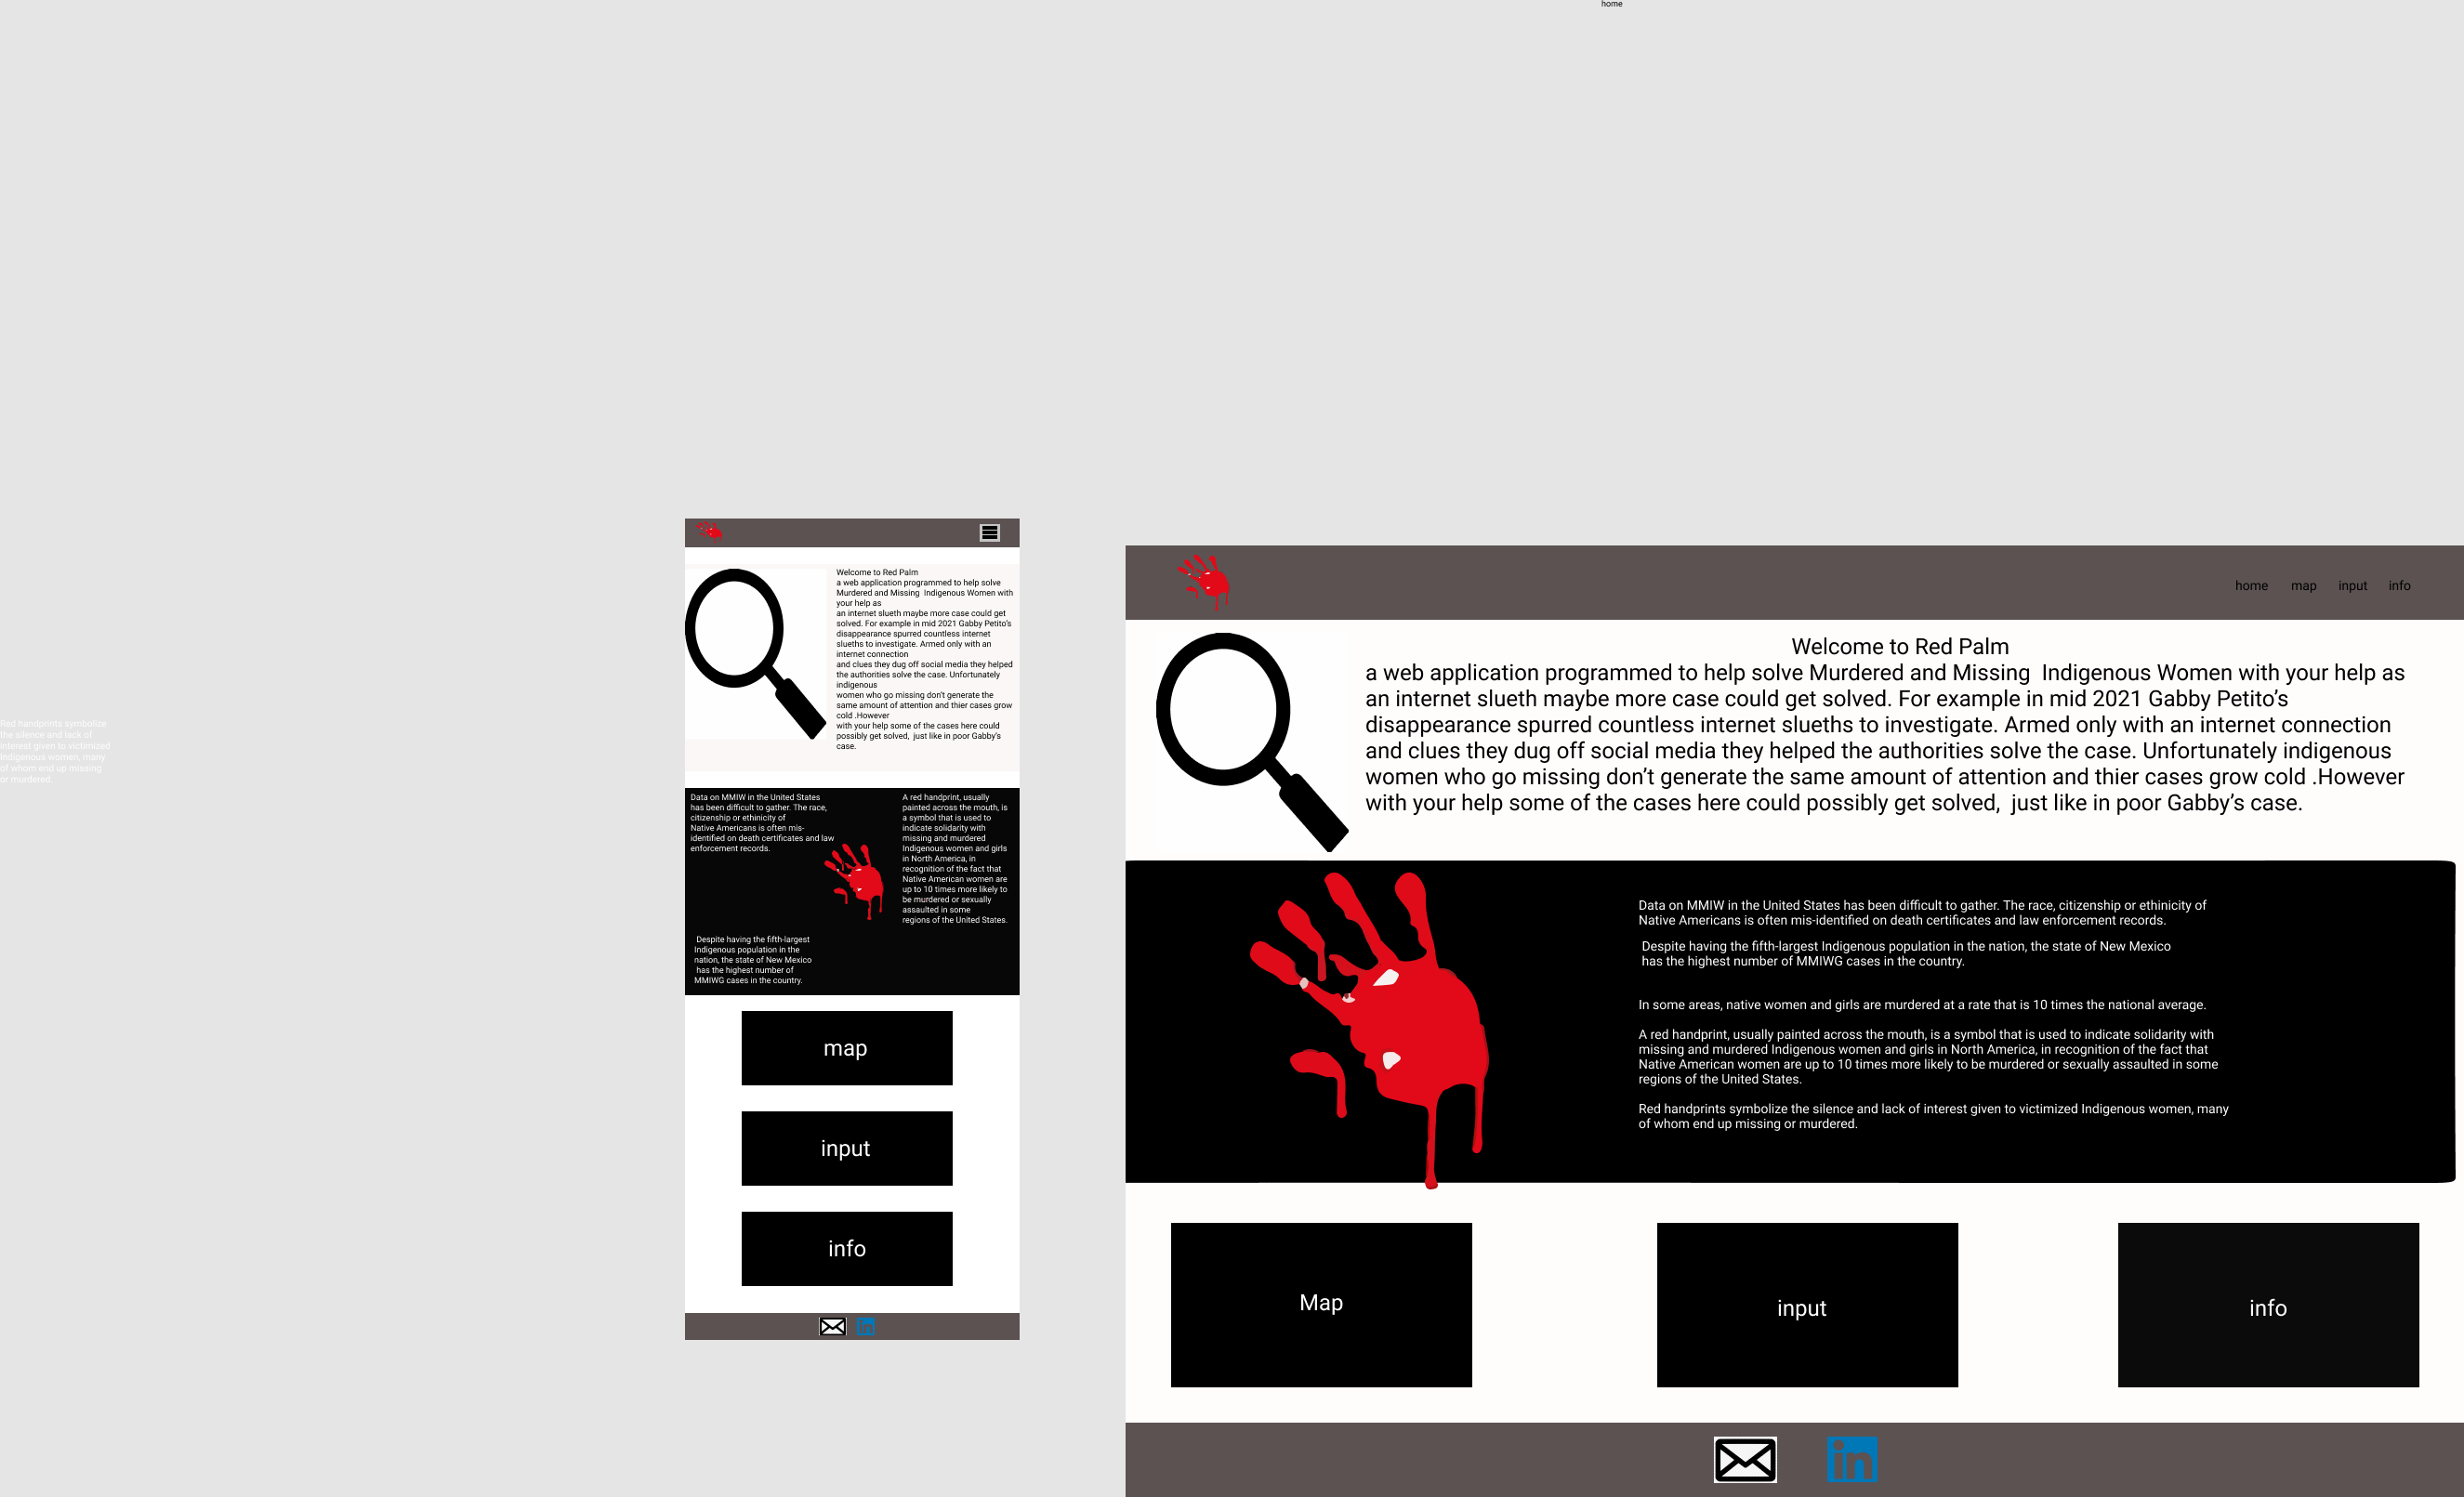 home
Red handprints symbolize
the silence and lack of
interest given to victimized
Indigenous women, many
of whom end up missing
or murdered.
Welcome to Red Palm
a web application programmed to help solve
Murdered and Missing  Indigenous Women with
your help as
an internet slueth maybe more case could get
solved. For example in mid 2021 Gabby Petito's
disappearance spurred countless internet
slueths to investigate. Armed only with an
internet connection
and clues they dug off social media they helped
the authorities solve the case. Unfortunately
indigenous
women who go missing don't generate the
same amount of attention and thier cases grow
cold .However
with your help some of the cases here could
possibly get solved,  just like in poor Gabby's
case.
Data on MMIW in the United States
has been difficult to gather. The race,
citizenship or ethinicity of
Native Americans is often mis-
identified on death certificates and law
enforcement records.
A red handprint, usually
painted across the mouth, is
a symbol that is used to
indicate solidarity with
missing and murdered
Indigenous women and girls
in North America, in
recognition of the fact that
Native American women are
up to 10 times more likely to
be murdered or sexually
assaulted in some
regions of the United States.
Despite having the fifth-largest
Indigenous population in the
nation, the state of New Mexico
has the highest number of
MMIWG cases in the country.
map
input
info
in
home map input info
Welcome to Red Palm
a web application programmed to help solve Murdered and Missing  Indigenous Women with your help as
an internet slueth maybe more case could get solved. For example in mid 2021 Gabby Petito's
disappearance spurred countless internet slueths to investigate. Armed only with an internet connection
and clues they dug off social media they helped the authorities solve the case. Unfortunately indigenous
women who go missing don't generate the same amount of attention and thier cases grow cold .However
with your help some of the cases here could possibly get solved,  just like in poor Gabby's case.
Data on MMIW in the United States has been difficult to gather. The race, citizenship or ethinicity of
Native Americans is often mis-identified on death certificates and law enforcement records.
Despite having the fifth-largest Indigenous population in the nation, the state of New Mexico
has the highest number of MMIWG cases in the country.
In some areas, native women and girls are murdered at a rate that is 10 times the national average.
A red handprint, usually painted across the mouth, is a symbol that is used to indicate solidarity with
missing and murdered Indigenous women and girls in North America, in recognition of the fact that
Native American women are up to 10 times more likely to be murdered or sexually assaulted in some
regions of the United States.
Red handprints symbolize the silence and lack of interest given to victimized Indigenous women, many
of whom end up missing or murdered.
Map
input
info
in